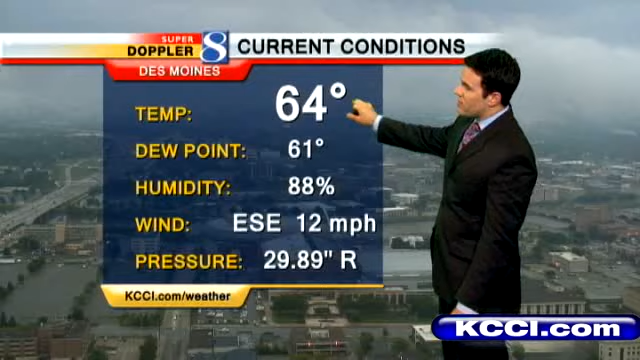 SUPER
DOPPLER 8 CURRENT CONDITIONS
DES MOINES
TEMP: 64°
DEW POINT: 61°
HUMIDITY: 88%
WIND: ESE 12 mph
PRESSURE: 29.89" R
KCCI.com/weather
KCCI.com